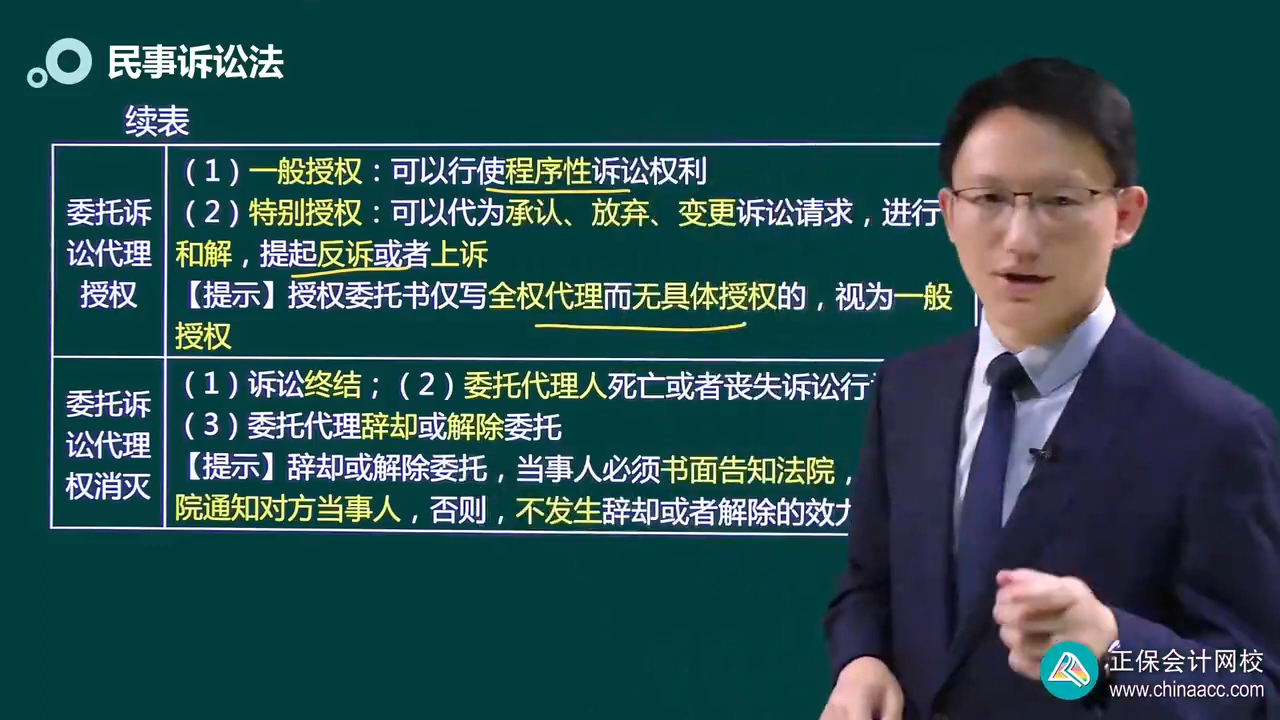 民事诉讼法
续表
委托诉
讼代理
授权
（1）一般授权：可以行使程序性诉讼权利
（2）特别授权：可以代为承认、放弃、变更诉讼请求，进行
和解，提起反诉或者上诉
【提示】授权委托书仅写全权代理而无具体授权的，视为一般
授权
委托诉
讼代理
权消灭
（1）诉讼终结；（2）委托代理人死亡或者丧失诉讼行
（3）委托代理辞却或解除委托
【提示】辞却或解除委托，当事人必须书面告知法院，
院通知对方当事人，否则，不发生辞却或者解除的效力
正保会计网校
www.chinaacc.com